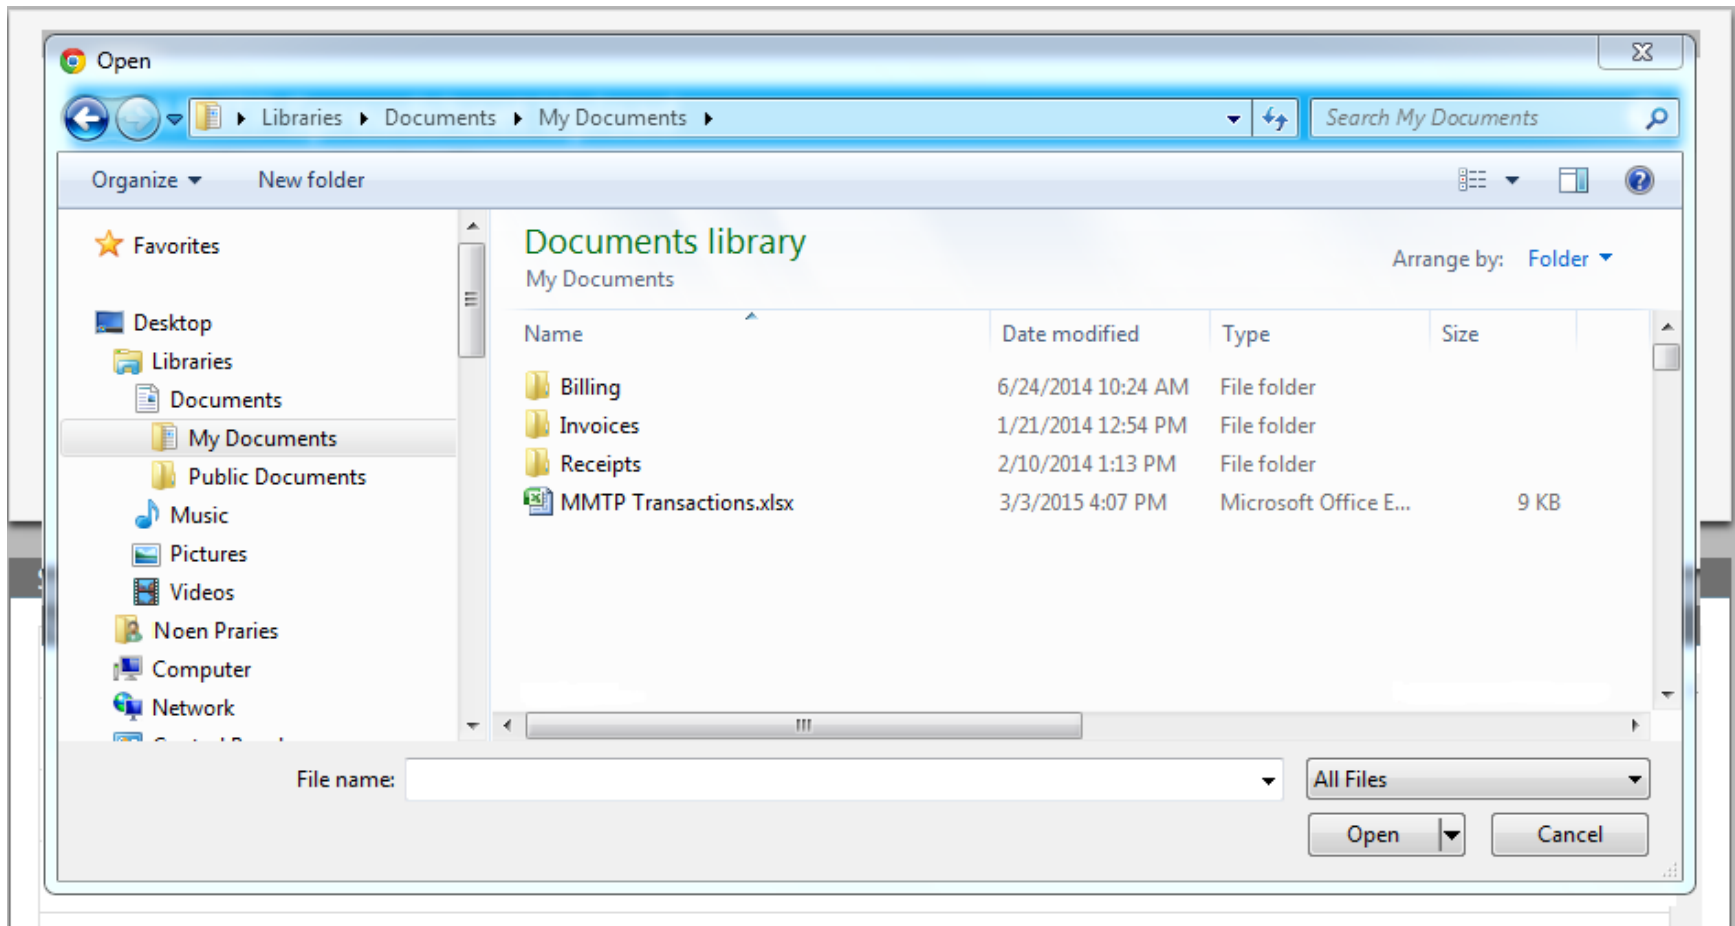 Open
Libraries Documents My Documents
Search My Documents
Organize New folder
Favorites
Desktop
Libraries
Documents
My Documents
Public Documents
Music
Pictures
Videos
Noen Praries
Computer
Network
Documents library
My Documents
Arrange by: Folder
Name Date modified Type Size
Billing 6/24/2014 10:24 AM File folder
Invoices 1/21/2014 12:54 PM File folder
Receipts 2/10/2014 1:13 PM File folder
MMTP Transactions.xlsx 3/3/2015 4:07 PM Microsoft Office E... 9 KB
File name:
All Files
Open Cancel